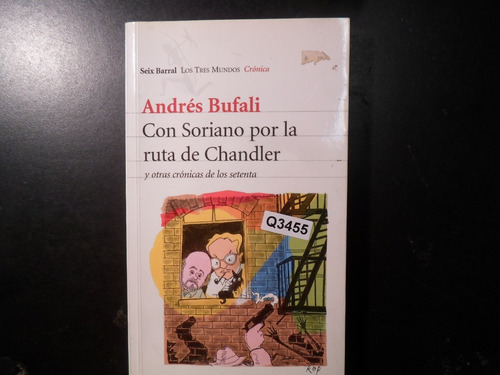 Seix Barral Los Tres Mundos Crónica
Andrés Bufali
Con Soriano por la
ruta de Chandler
y otras crónicas de los setenta
Q3455
Rep